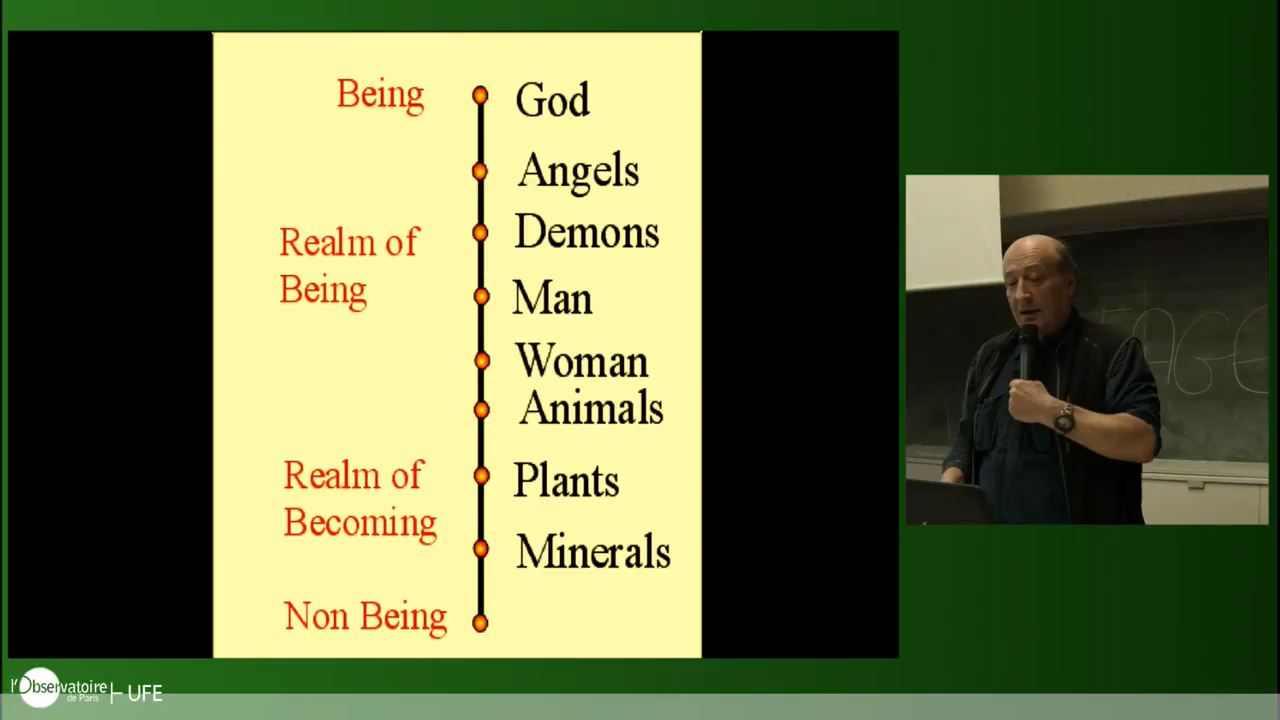 Being
God
Angels
Demons
Realm of
Being
Man
Woman
Animals
Realm of
Becoming
Plants
Minerals
Non Being
AGE
l'Observatoire
de Paris
UFE